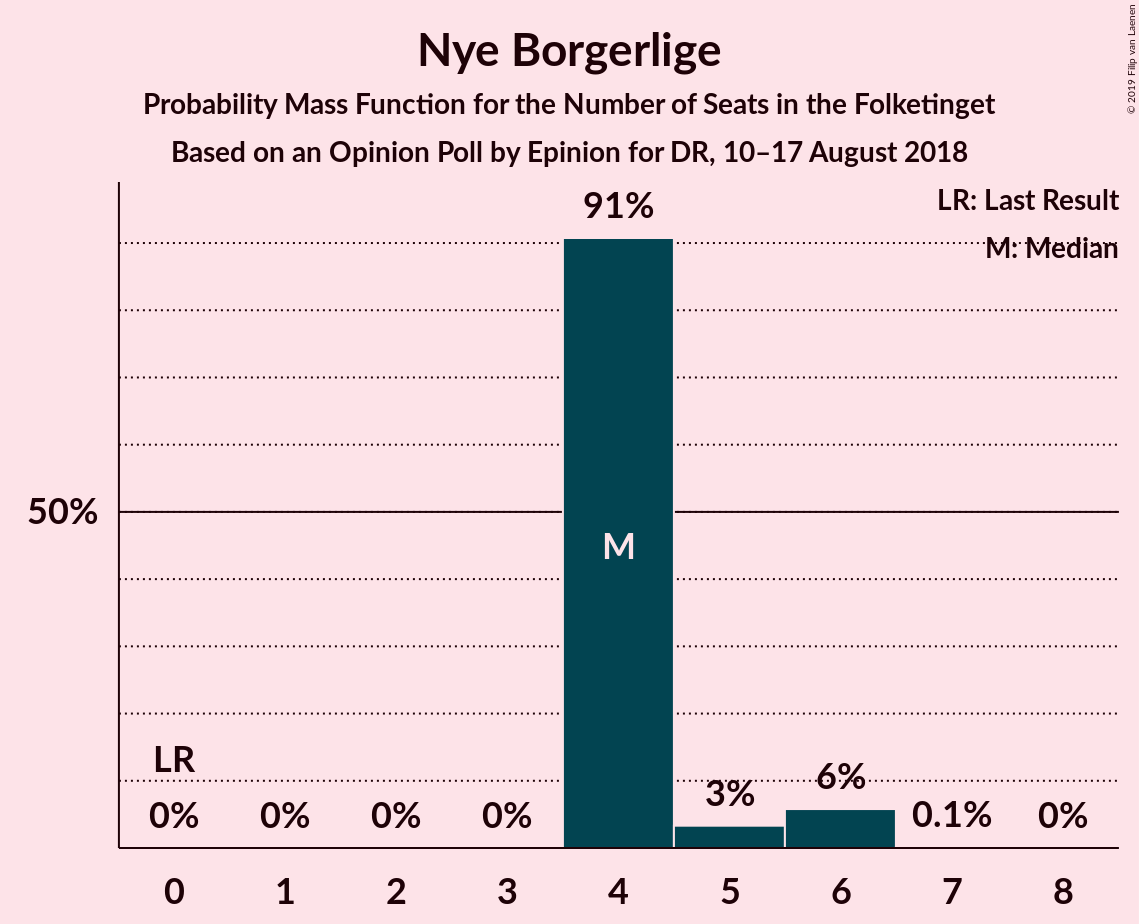 Nye Borgerlige
Probability Mass Function for the Number of Seats in the Folketinget
Based on an Opinion Poll by Epinion for DR, 10–17 August 2018
© 2019 Filip van Laenen
LR: Last Result
M: Median
91%
50%
M
LR
0%
0%
0%
0%
3%
6%
0.1%
0%
0
1
2
3
4
5
6
7
8